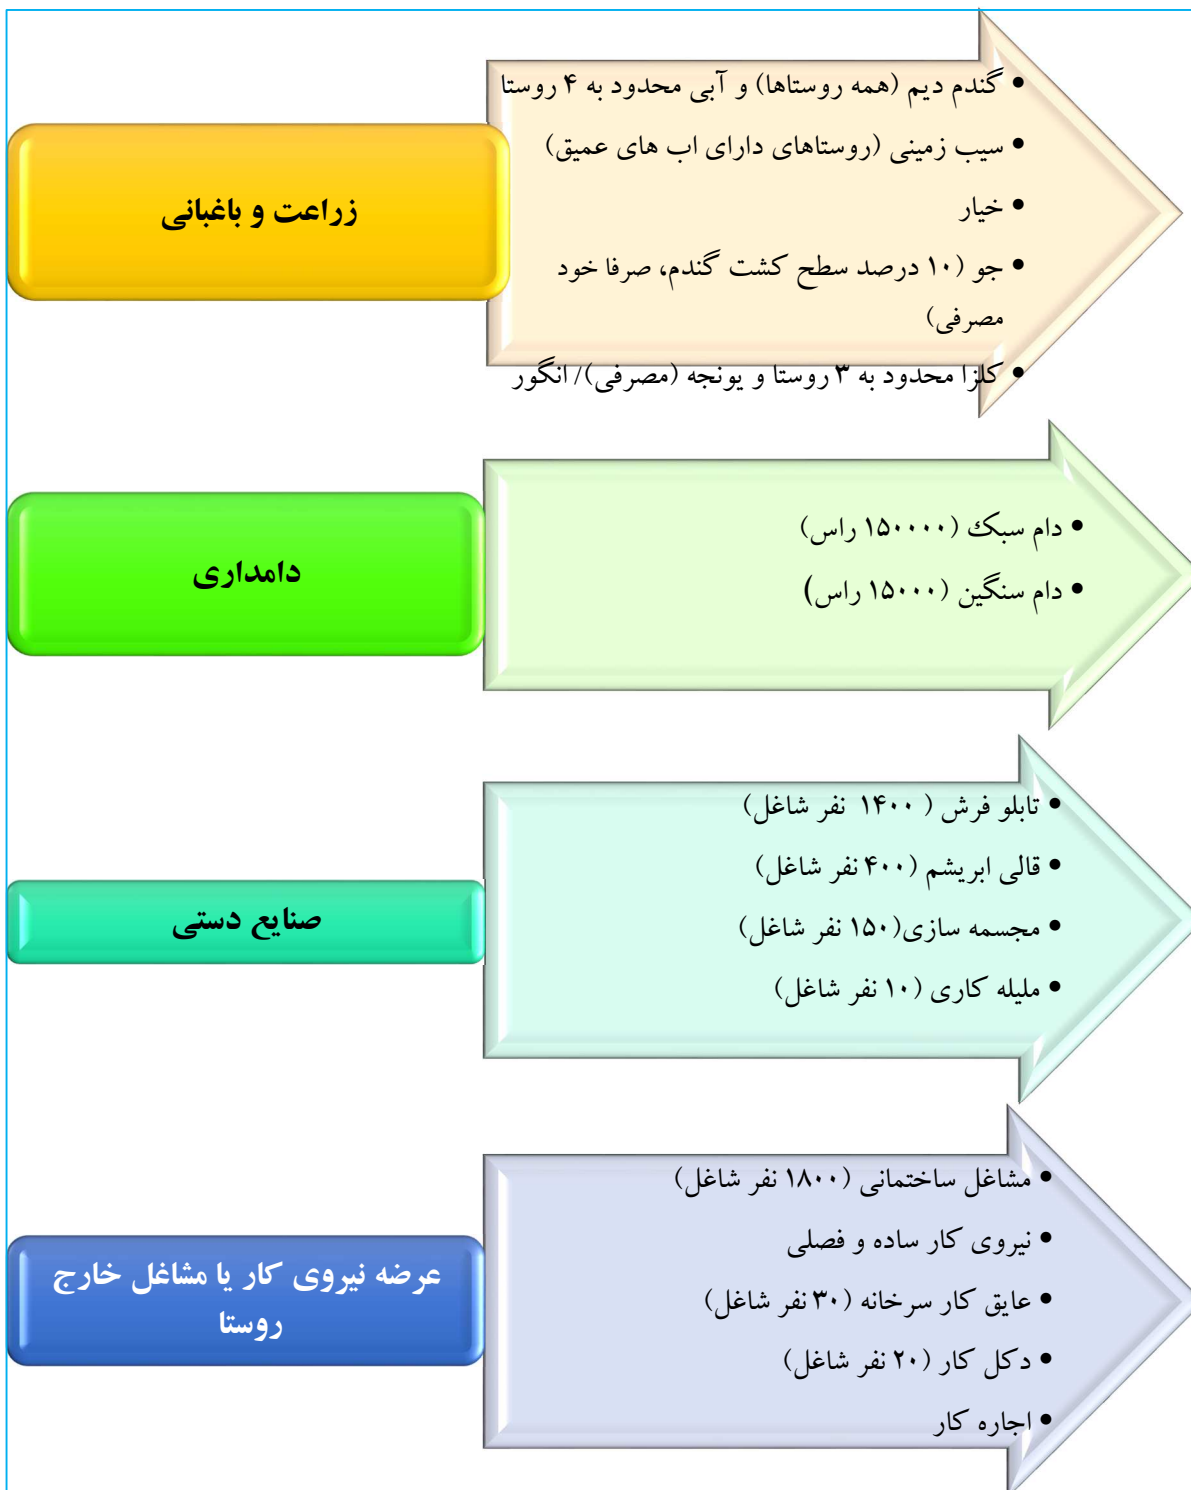 زراعت و باغبانی
• گندم دیم (همه روستاها) و آبی محدود به ۴ روستا
• سیب زمینی (روستاهای دارای اب های عمیق)
• خیار
• جو (۱۰ درصد سطح کشت گندم، صرفا خود
مصرفی)
• کلزا محدود به ۳ روستا و یونجه (مصرفی)/ انگور
دامداری
• دام سبک (۱۵۰۰۰۰ راس)
• دام سنگین (۱۵۰۰۰ راس)
صنایع دستی
• تابلو فرش ( ۱۴۰۰ نفر شاغل)
• قالی ابریشم (۴۰۰ نفر شاغل)
• مجسمه سازی(۱۵۰ نفر شاغل)
• ملیله کاری (۱۰ نفر شاغل)
عرضه نیروی کار یا مشاغل خارج
روستا
• مشاغل ساختمانی (۱۸۰۰ نفر شاغل)
• نیروی کار ساده و فصلی
• عایق کار سرخانه (۳۰ نفر شاغل)
• دکل کار (۲۰ نفر شاغل)
• اجاره کار